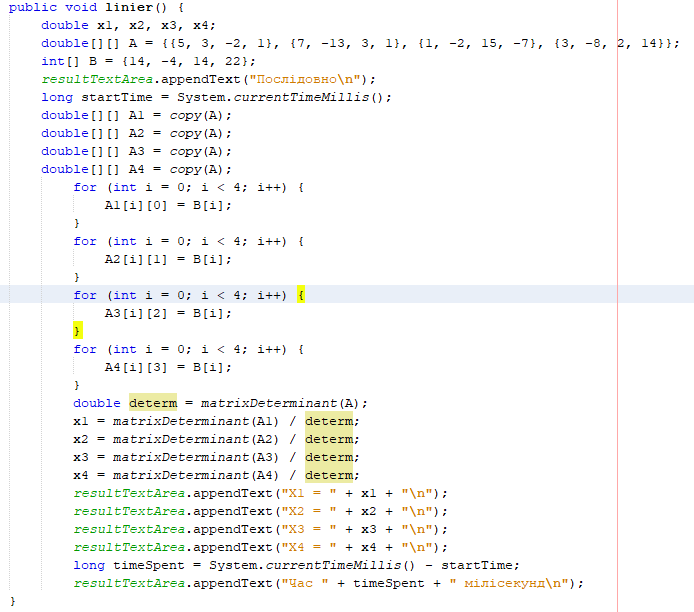 public void linier() {
double x1, x2, x3, x4;
double[][] A = {{5, 3, -2, 1}, {7, -13, 3, 1}, {1, -2, 15, -7}, {3, -8, 2, 14}};
int[] B = {14, -4, 14, 22};
resultTextArea.appendText("Послідовно\n");
long startTime = System.currentTimeMillis();
double[][] A1 = copy(A);
double[][] A2 = copy(A);
double[][] A3 = copy(A);
double[][] A4 = copy(A);
for (int i = 0; i < 4; i++) {
A1[i][0] = B[i];
}
for (int i = 0; i < 4; i++) {
A2[i][1] = B[i];
}
for (int i = 0; i < 4; i++) {
A3[i][2] = B[i];
}
for (int i = 0; i < 4; i++) {
A4[i][3] = B[i];
}
double determ = matrixDeterminant(A);
x1 = matrixDeterminant(A1) / determ;
x2 = matrixDeterminant(A2) / determ;
x3 = matrixDeterminant(A3) / determ;
x4 = matrixDeterminant(A4) / determ;
resultTextArea.appendText("X1 = " + x1 + "\n");
resultTextArea.appendText("X2 = " + x2 + "\n");
resultTextArea.appendText("X3 = " + x3 + "\n");
resultTextArea.appendText("X4 = " + x4 + "\n");
long timeSpent = System.currentTimeMillis() - startTime;
resultTextArea.appendText("Час " + timeSpent + " мілісекунд\n");
}